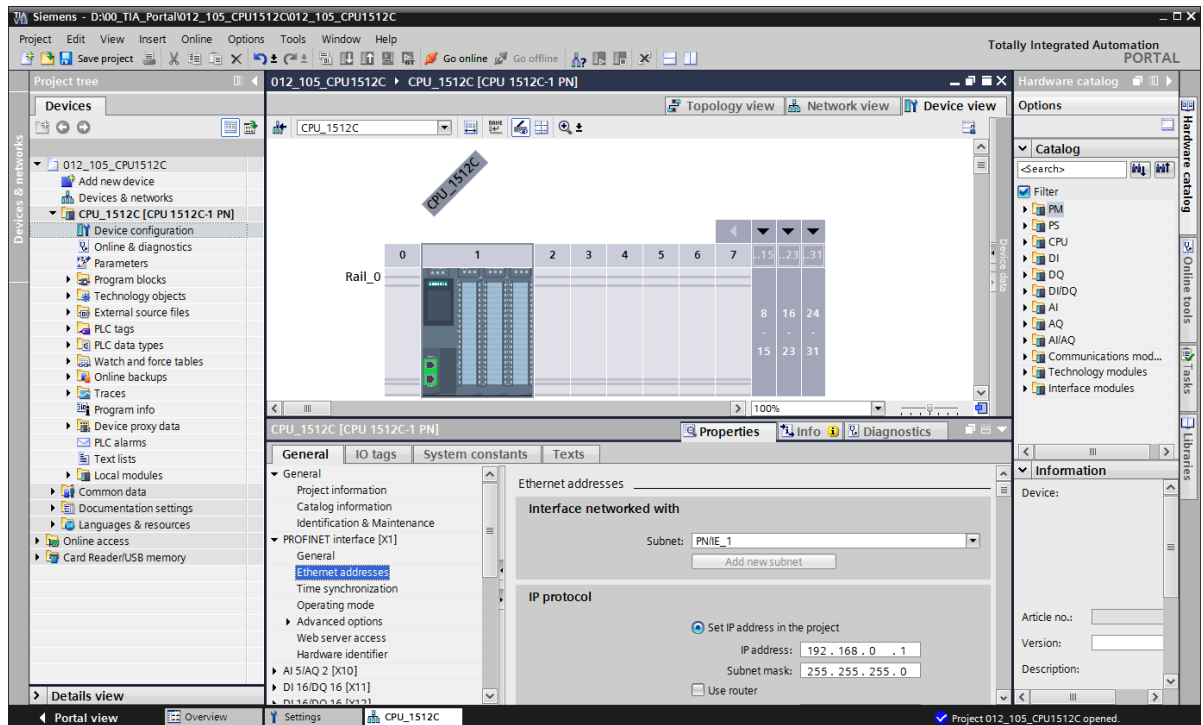 Siemens - D:\00_TIA_Portal\012_105_CPU1512C\012_105_CPU1512C
Project Edit View Insert Online Options Tools Window Help
Totally Integrated Automation
PORTAL
Save project
Go online
Go offline
Project tree
Devices
Devices & networks
012_105_CPU1512C
Add new device
Devices & networks
CPU_1512C [CPU 1512C-1 PN]
Device configuration
Online & diagnostics
Parameters
Program blocks
Technology objects
External source files
PLC tags
PLC data types
Watch and force tables
Online backups
Traces
Program info
Device proxy data
PLC alarms
Text lists
Local modules
Common data
Documentation settings
Languages & resources
Online access
Card Reader/USB memory
Details view
012_105_CPU1512C CPU_1512C [CPU 1512C-1 PN]
Topology view Network view Device view
CPU_1512C
CPU_1512C
0 1 2 3 4 5 6 7 ..15 ..23 ..31
Rail_0
8 16 24
- - -
15 23 31
Device data
100%
CPU_1512C [CPU 1512C-1 PN]
Properties Info Diagnostics
General IO tags System constants Texts
General
Project information
Catalog information
Identification & Maintenance
PROFINET interface [X1]
General
Ethernet addresses
Time synchronization
Operating mode
Advanced options
Web server access
Hardware identifier
AI 5/AQ 2 [X10]
DI 16/DQ 16 [X11]
DI 16/DQ 16 [X12]
Ethernet addresses
Interface networked with
Subnet: PN/IE_1
Add new subnet
IP protocol
Set IP address in the project
IP address: 192 . 168 . 0 . 1
Subnet mask: 255 . 255 . 255 . 0
Use router
Hardware catalog
Options
Catalog
<Search>
Filter
PM
PS
CPU
DI
DQ
DI/DQ
AI
AQ
AI/AQ
Communications mod...
Technology modules
Interface modules
Information
Device:
Article no.:
Version:
Description:
Hardware catalog
Online tools
Tasks
Libraries
Portal view Overview Settings CPU_1512C
Project 012_105_CPU1512C opened.